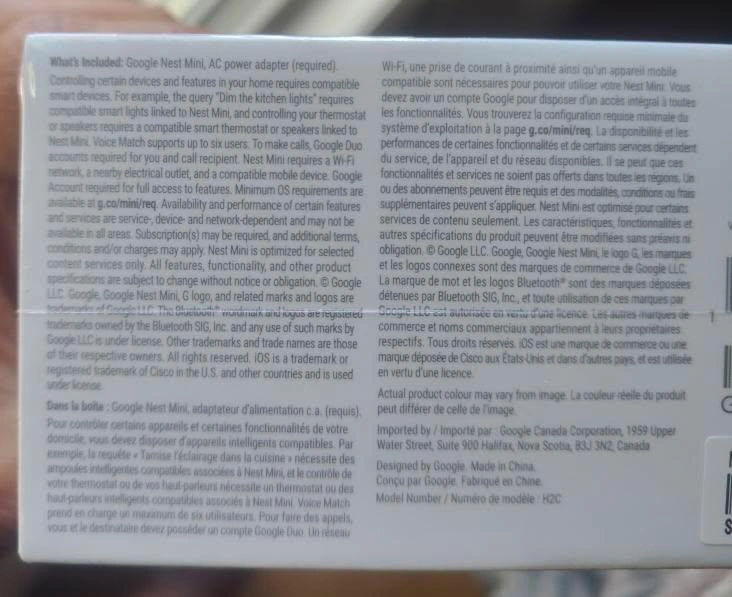 What's Included: Google Nest Mini, AC power adapter (required).
Controlling certain devices and features in your home requires compatible
smart devices. For example, the query "Dim the kitchen lights" requires
compatible smart lights linked to Nest Mini, and controlling your thermostat
or speakers requires a compatible smart thermostat or speakers linked to
Nest Mini. Voice Match supports up to six users. To make calls, Google Duo
accounts required for you and call recipient. Nest Mini requires a Wi-Fi
network, a nearby electrical outlet, and a compatible mobile device. Google
Account required for full access to features. Minimum OS requirements are
available at g.co/mini/req. Availability and performance of certain features
and services are service-, device- and network-dependent and may not be
available in all areas. Subscription(s) may be required, and additional terms,
conditions and/or charges may apply. Nest Mini is optimized for selected
content services only. All features, functionality, and other product
specifications are subject to change without notice or obligation. © Google
LLC. Google, Google Nest Mini, G logo, and related marks and logos are
trademarks of Google LLC. The Bluetooth® wordmark and logos are registered
trademarks owned by the Bluetooth SIG, Inc. and any use of such marks by
Google LLC is under license. Other trademarks and trade names are those
of their respective owners. All rights reserved. iOS is a trademark or
registered trademark of Cisco in the U.S. and other countries and is used
under license.
Dans la boîte : Google Nest Mini, adaptateur d'alimentation c.a. (requis).
Pour contrôler certains appareils et certaines fonctionnalités de votre
domicile, vous devez disposer d'appareils intelligents compatibles. Par
exemple, la requête « Tamise l'éclairage dans la cuisine » nécessite des
ampoules intelligentes compatibles associées à Nest Mini, et le contrôle de
votre thermostat ou de vos haut-parleurs nécessite un thermostat ou des
haut-parleurs intelligents compatibles associés à Nest Mini. Voice Match
prend en charge un maximum de six utilisateurs. Pour faire des appels,
vous et le destinataire devez posséder un compte Google Duo. Un réseau
Wi-Fi, une prise de courant à proximité ainsi qu'un appareil mobile
compatible sont nécessaires pour pouvoir utiliser votre Nest Mini. Vous
devez avoir un compte Google pour disposer d'un accès intégral à toutes
les fonctionnalités. Vous trouverez la configuration requise minimale du
système d'exploitation à la page g.co/mini/req. La disponibilité et les
performances de certaines fonctionnalités et de certains services dépendent
du service, de l'appareil et du réseau disponibles. Il se peut que ces
fonctionnalités et services ne soient pas offerts dans toutes les régions. Un
ou des abonnements peuvent être requis et des modalités, conditions ou frais
supplémentaires peuvent s'appliquer. Nest Mini est optimisé pour certains
services de contenu seulement. Les caractéristiques, fonctionnalités et
autres spécifications du produit peuvent être modifiées sans préavis ni
obligation. © Google LLC. Google, Google Nest Mini, le logo G, les marques
et les logos connexes sont des marques de commerce de Google LLC.
La marque de mot et les logos Bluetooth® sont des marques déposées
détenues par Bluetooth SIG, Inc., et toute utilisation de ces marques par
Google LLC est autorisée en vertu d'une licence. Les autres marques de
commerce et noms commerciaux appartiennent à leurs propriétaires
respectifs. Tous droits réservés. iOS est une marque de commerce ou une
marque déposée de Cisco aux États-Unis et dans d'autres pays, et est utilisée
en vertu d'une licence.
Actual product colour may vary from image. La couleur réelle du produit
peut différer de celle de l'image.
Imported by / Importé par : Google Canada Corporation, 1959 Upper
Water Street, Suite 900 Halifax, Nova Scotia, B3J 3N2, Canada
Designed by Google. Made in China.
Conçu par Google. Fabriqué en Chine.
Model Number / Numéro de modèle : H2C